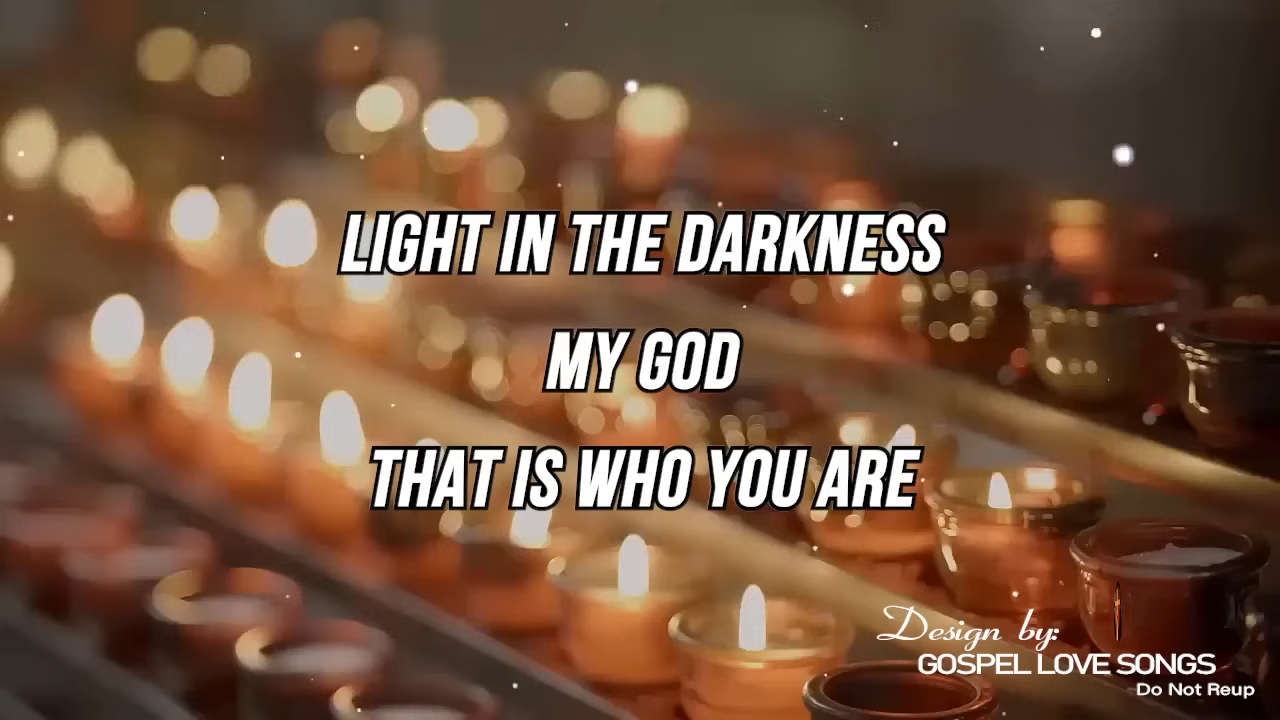 LIGHT IN THE DARKNESS
MY GOD
THAT IS WHO YOU ARE
Design by:
GOSPEL LOVE SONGS
Do Not Reup